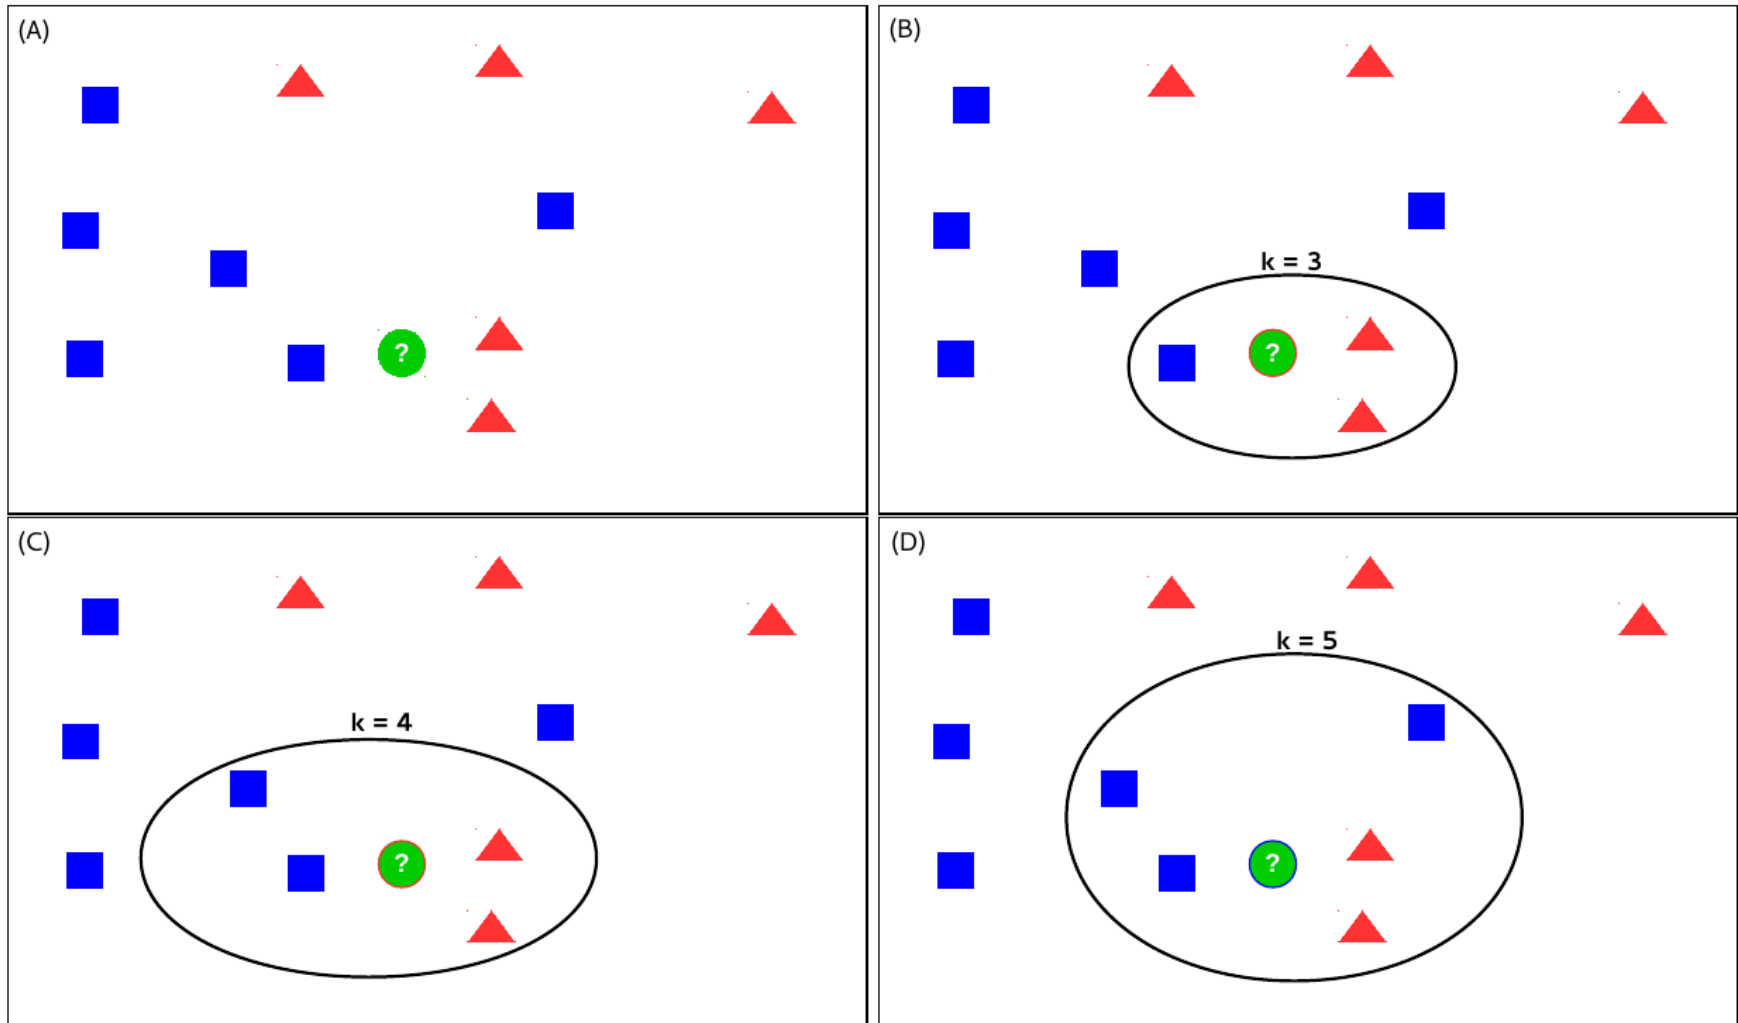 (A)
?
(B)
k = 3
?
(C)
k = 4
?
(D)
k = 5
?